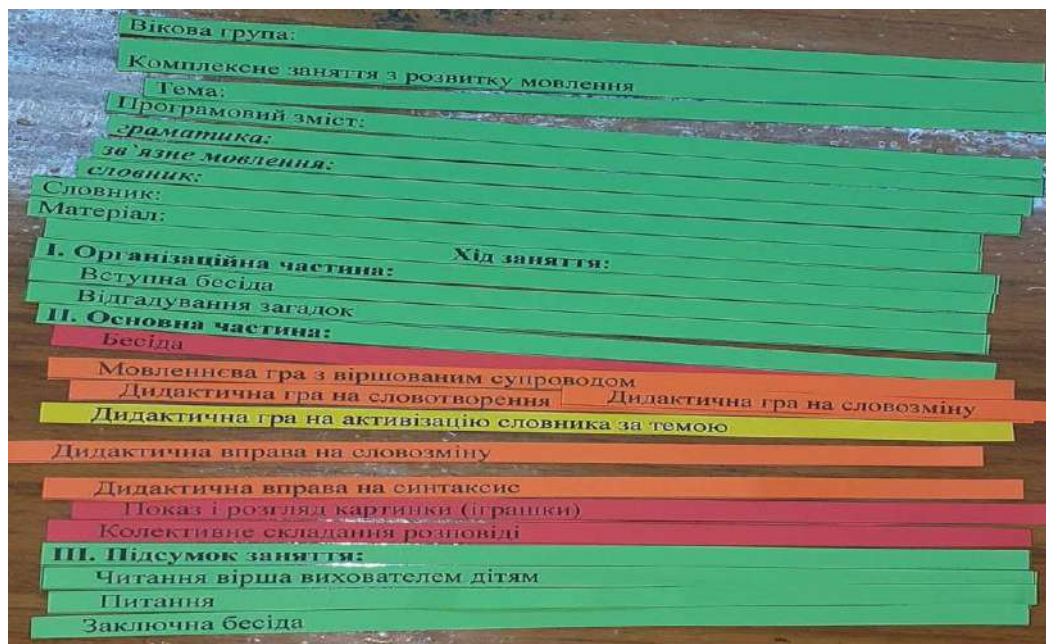 Вікова група:
Комплексне заняття з розвитку мовлення
Тема:
Програмовий зміст:
граматика:
зв`язне мовлення:
словник:
Словник:
Матеріал:
Хід заняття:
І. Організаційна частина:
Вступна бесіда
Відгадування загадок
ІІ. Основна частина:
Бесіда
Мовленнєва гра з віршованим супроводом
Дидактична гра на словотворення Дидактична гра на словозміну
Дидактична гра на активізацію словника за темою
Дидактична вправа на словозміну
Дидактична вправа на синтаксис
Показ і розгляд картинки (іграшки)
Колективне складання розповіді
ІІІ. Підсумок заняття:
Читання вірша вихователем дітям
Питання
Заключна бесіда